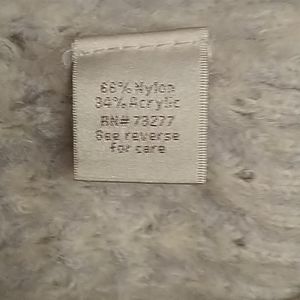 66% Nylon
34% Acrylic
RN# 73277
See reverse
for care